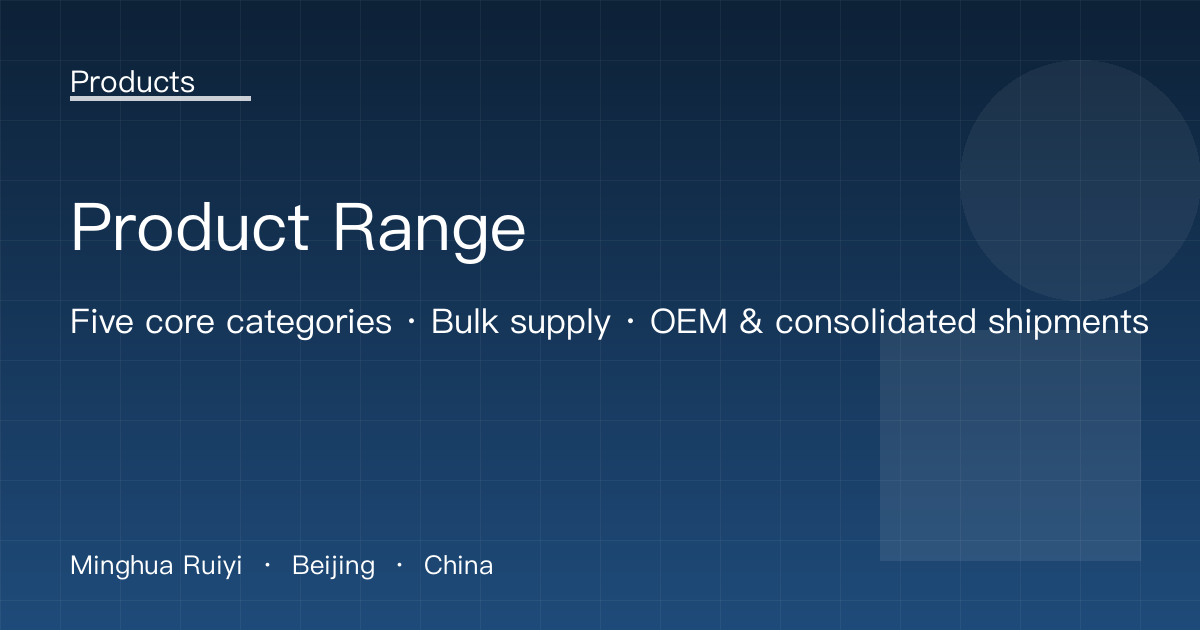 Products
Product Range
Five core categories · Bulk supply · OEM & consolidated shipments
Minghua Ruiyi · Beijing · China